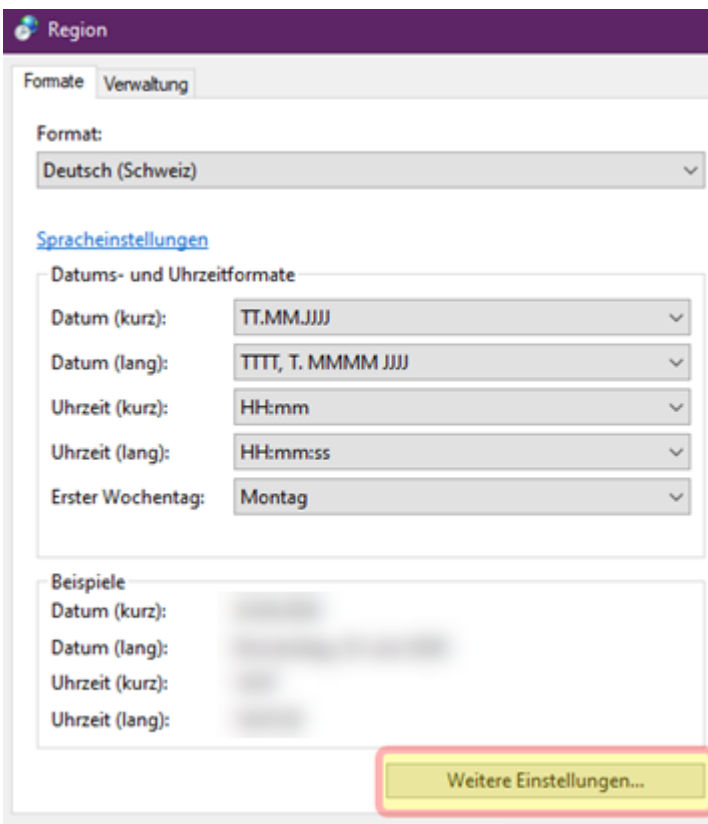 Region
Formate Verwaltung
Format:
Deutsch (Schweiz)
Spracheinstellungen
Datums- und Uhrzeitformate
Datum (kurz): TT.MM.JJJJ
Datum (lang): TTTT, T. MMMM JJJJ
Uhrzeit (kurz): HH:mm
Uhrzeit (lang): HH:mm:ss
Erster Wochentag: Montag
Beispiele
Datum (kurz):
Datum (lang):
Uhrzeit (kurz):
Uhrzeit (lang):
Weitere Einstellungen...